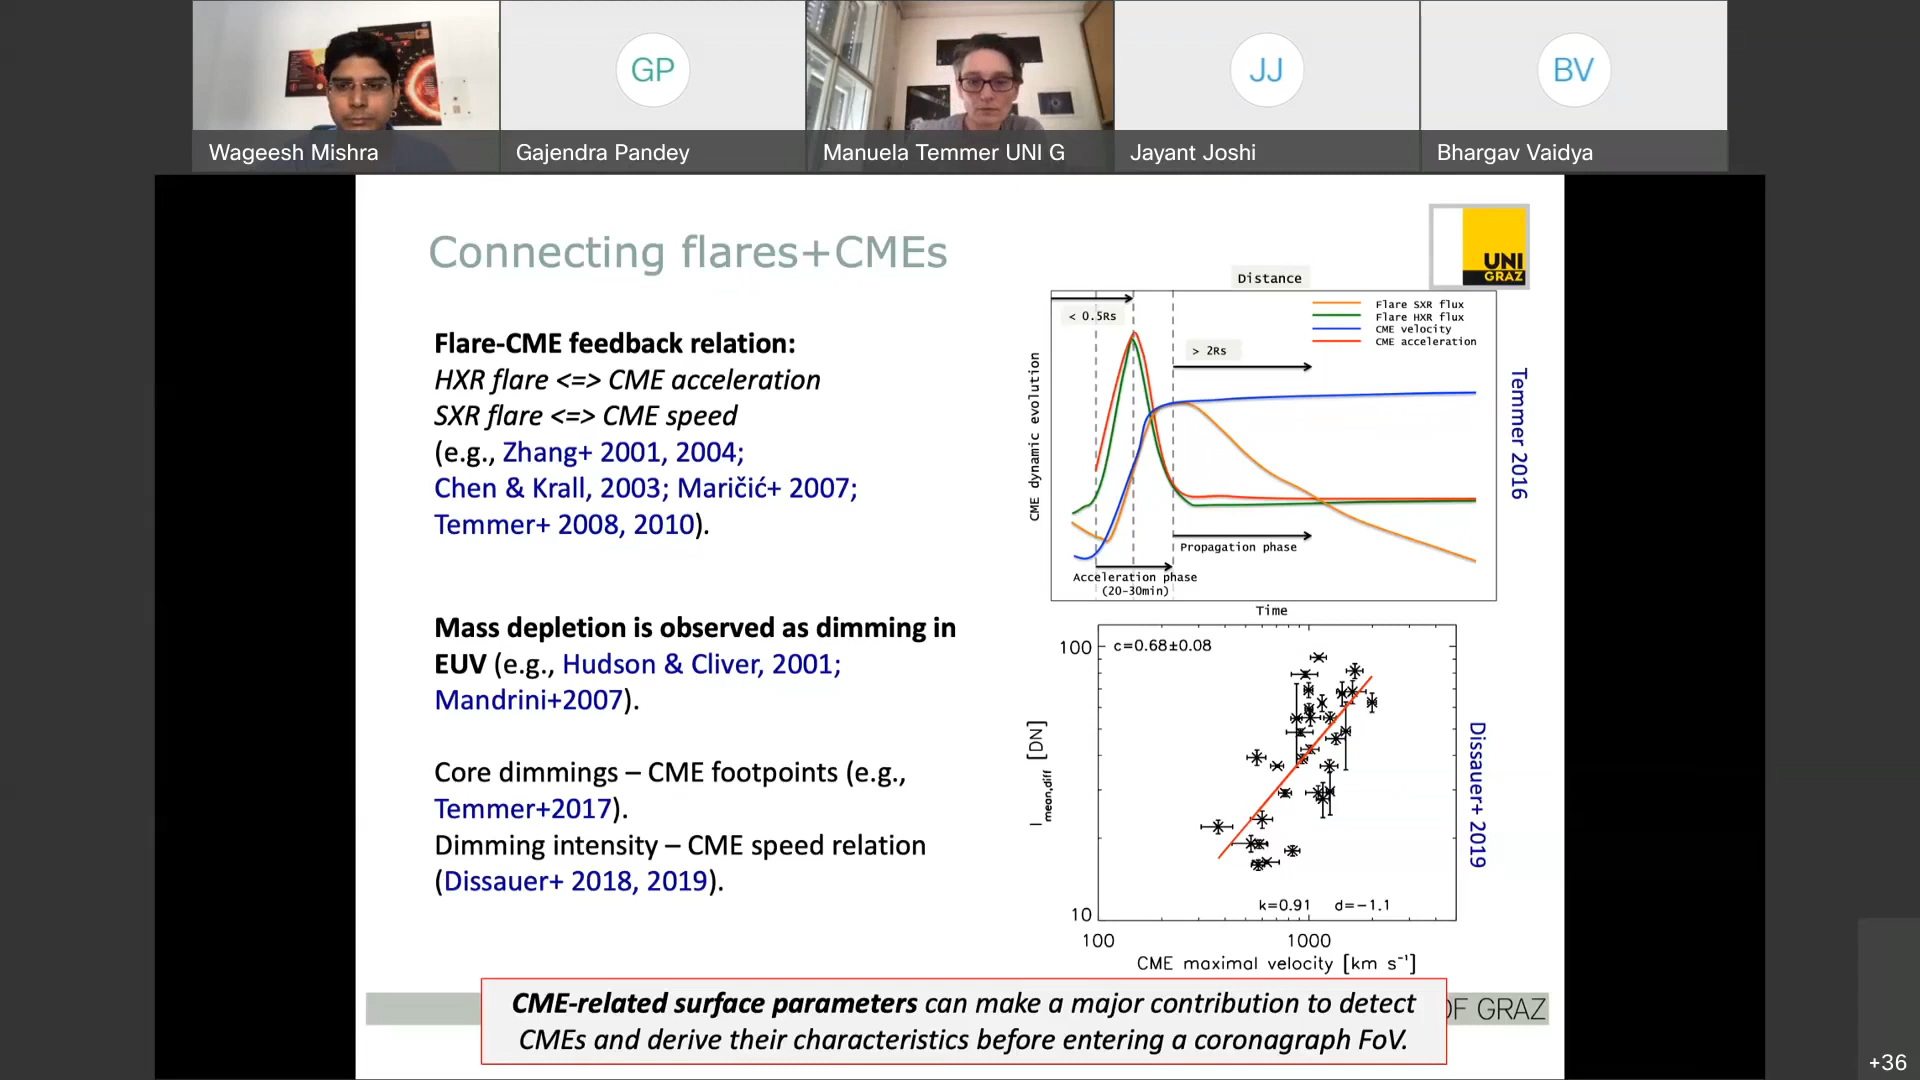 GP
JJ
BV
Wageesh Mishra
Gajendra Pandey
Manuela Temmer UNI G
Jayant Joshi
Bhargav Vaidya
Connecting flares+CMEs
UNI
GRAZ
Flare-CME feedback relation:
HXR flare <=> CME acceleration
SXR flare <=> CME speed
(e.g., Zhang+ 2001, 2004;
Chen & Krall, 2003; Maričić+ 2007;
Temmer+ 2008, 2010).
Mass depletion is observed as dimming in
EUV (e.g., Hudson & Cliver, 2001;
Mandrini+2007).
Core dimmings – CME footpoints (e.g.,
Temmer+2017).
Dimming intensity – CME speed relation
(Dissauer+ 2018, 2019).
Distance
< 0.5Rs
> 2Rs
Flare SXR flux
Flare HXR flux
CME velocity
CME acceleration
CME dynamic evolution
Propagation phase
Acceleration phase
(20-30min)
Time
Temmer 2016
100
c=0.68±0.08
I mean,diff [DN]
k=0.91 d=−1.1
10
100 1000
CME maximal velocity [km s⁻¹]
Dissauer+ 2019
CME-related surface parameters can make a major contribution to detect
CMEs and derive their characteristics before entering a coronagraph FoV.
OF GRAZ
+36